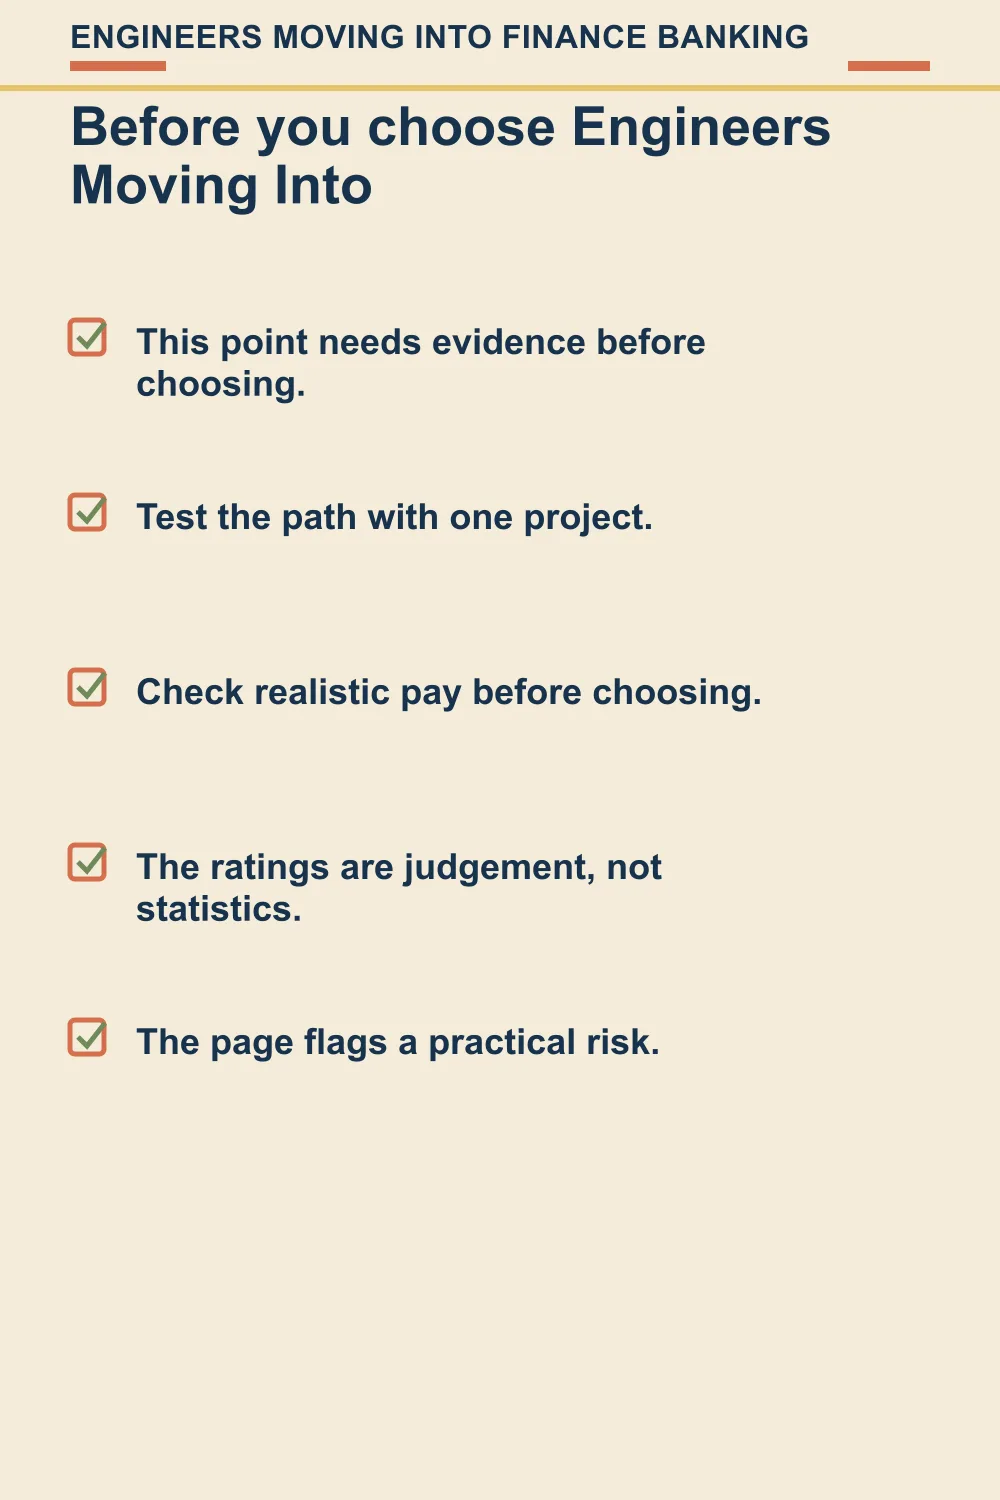 ENGINEERS MOVING INTO FINANCE BANKING
Before you choose Engineers
Moving Into
This point needs evidence before
choosing.
Test the path with one project.
Check realistic pay before choosing.
The ratings are judgement, not
statistics.
The page flags a practical risk.